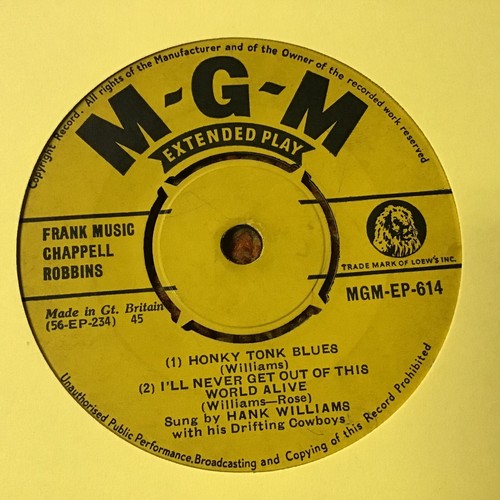 Copyright Record. All rights of the Manufacturer and of the Owner of the recorded work reserved
M-G-M
EXTENDED PLAY
FRANK MUSIC
CHAPPELL
ROBBINS
TRADE MARK OF LOEW'S INC.
MGM-EP-614
Made in Gt. Britain
(56-EP-234) 45
(1) HONKY TONK BLUES
(Williams)
(2) I'LL NEVER GET OUT OF THIS
WORLD ALIVE
(Williams—Rose)
Sung by HANK WILLIAMS
with his Drifting Cowboys
Unauthorised Public Performance, Broadcasting and Copying of this Record Prohibited